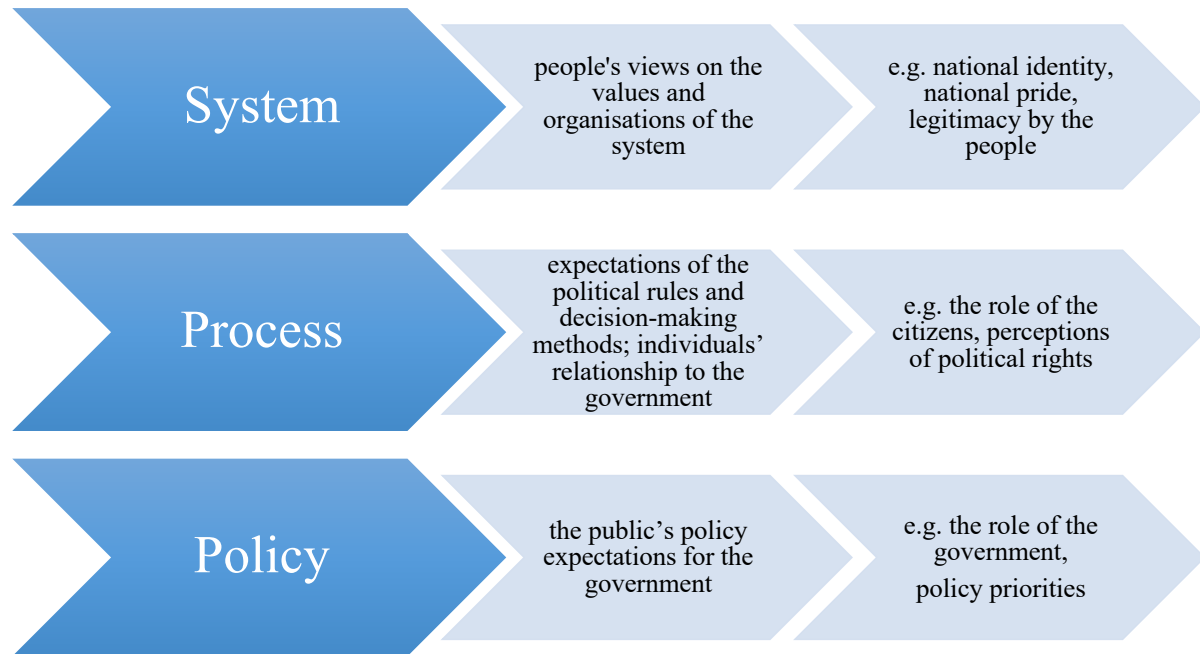 System
people's views on the
values and
organisations of the
system
e.g. national identity,
national pride,
legitimacy by the
people
Process
expectations of the
political rules and
decision-making
methods; individuals’
relationship to the
government
e.g. the role of the
citizens, perceptions
of political rights
Policy
the public’s policy
expectations for the
government
e.g. the role of the
government,
policy priorities